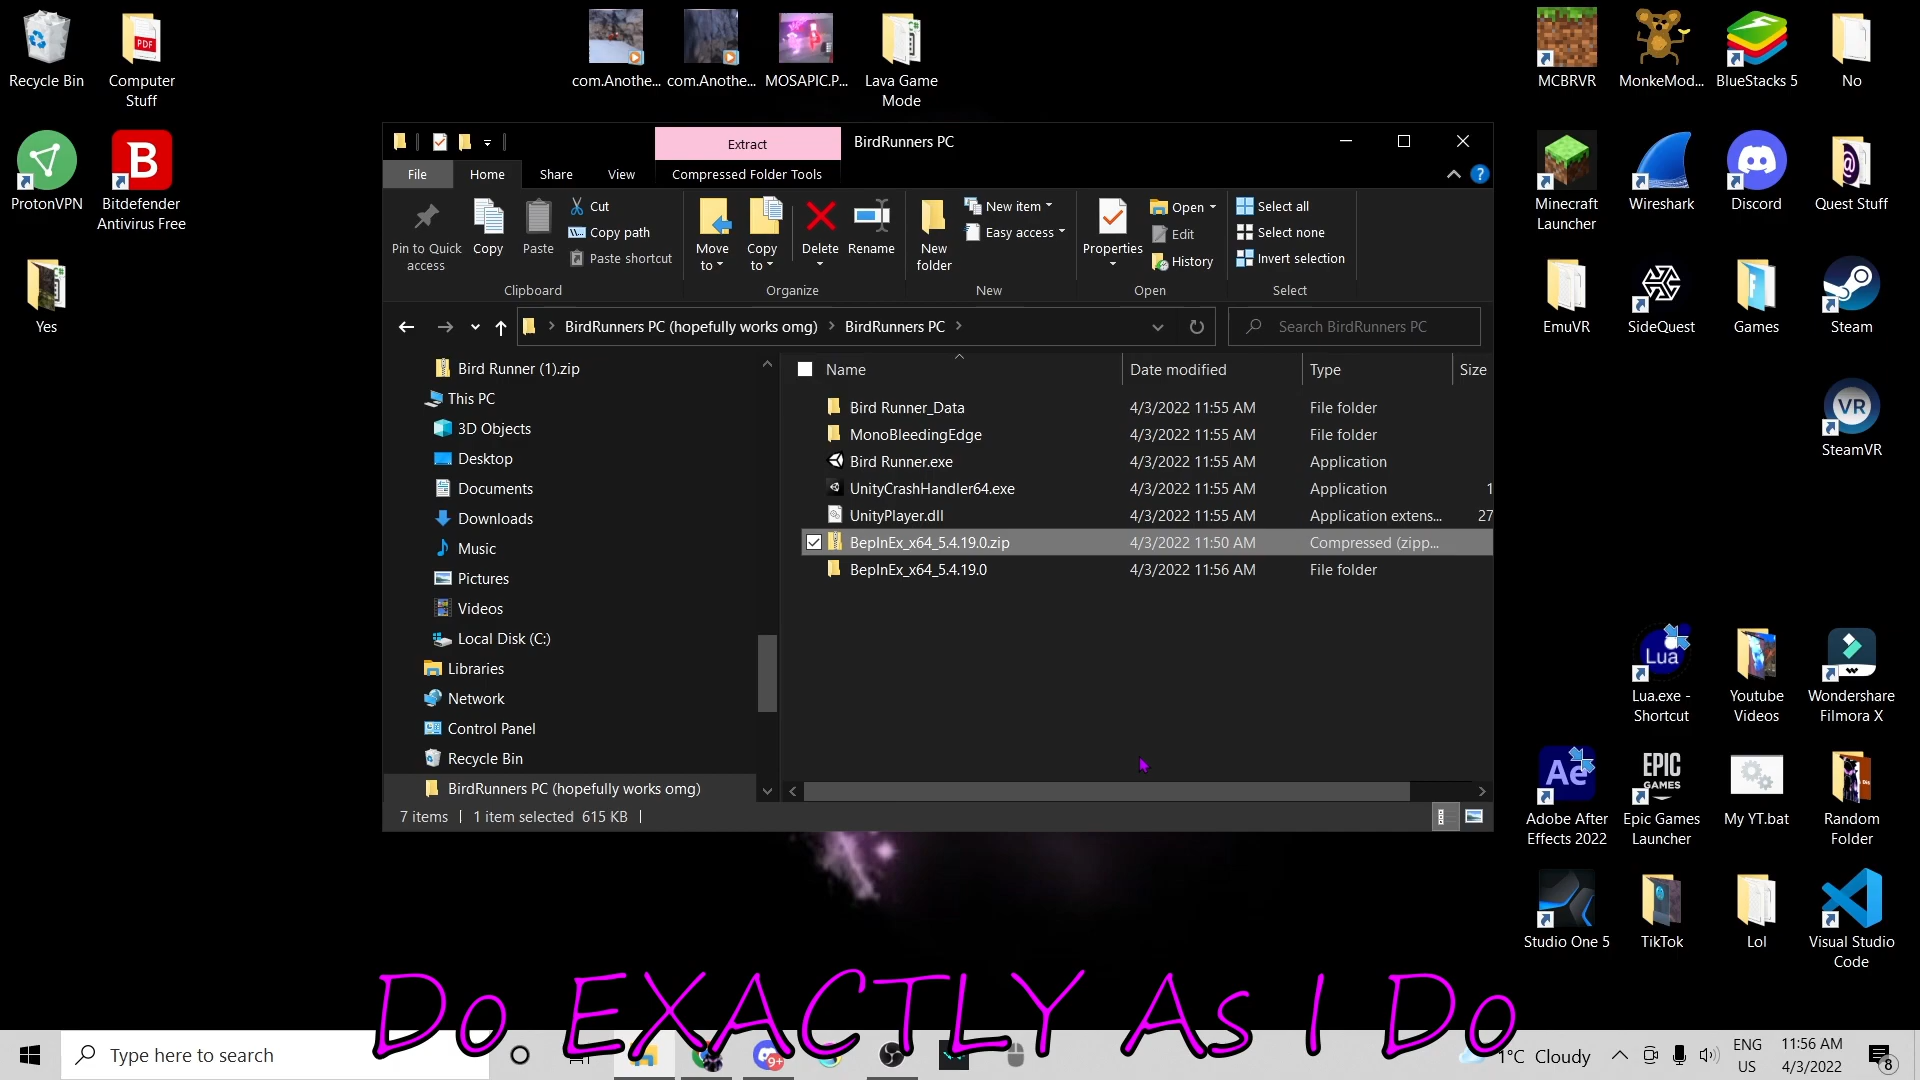 Recycle Bin
Computer
Stuff
com.Anothe...
com.Anothe...
MOSAPIC.P...
Lava Game
Mode
MCBRVR
MonkeMod...
BlueStacks 5
No
ProtonVPN
Bitdefender
Antivirus Free
Yes
Extract
BirdRunners PC
File
Home
Share
View
Compressed Folder Tools
Pin to Quick
access
Copy
Paste
Cut
Copy path
Paste shortcut
Clipboard
Move
to
Copy
to
Delete
Rename
Organize
New
folder
New item
Easy access
New
Properties
Open
Edit
History
Open
Select all
Select none
Invert selection
Select
BirdRunners PC (hopefully works omg)
BirdRunners PC
Search BirdRunners PC
Bird Runner (1).zip
This PC
3D Objects
Desktop
Documents
Downloads
Music
Pictures
Videos
Local Disk (C:)
Libraries
Network
Control Panel
Recycle Bin
BirdRunners PC (hopefully works omg)
Name Date modified Type Size
Bird Runner_Data 4/3/2022 11:55 AM File folder
MonoBleedingEdge 4/3/2022 11:55 AM File folder
Bird Runner.exe 4/3/2022 11:55 AM Application
UnityCrashHandler64.exe 4/3/2022 11:55 AM Application 1
UnityPlayer.dll 4/3/2022 11:55 AM Application extens... 27
BepInEx_x64_5.4.19.0.zip 4/3/2022 11:50 AM Compressed (zipp...
BepInEx_x64_5.4.19.0 4/3/2022 11:56 AM File folder
7 items 1 item selected 615 KB
Minecraft
Launcher
Wireshark
Discord
Quest Stuff
EmuVR
SideQuest
Games
Steam
VR
SteamVR
Lua
Lua.exe -
Shortcut
Youtube
Videos
Wondershare
Filmora X
Ae
Adobe After
Effects 2022
EPIC
GAMES
Epic Games
Launcher
My YT.bat
Random
Folder
Studio One 5
TikTok
Lol
Visual Studio
Code
Do EXACTLY As I Do
Type here to search
9+
1°C Cloudy
ENG
US
11:56 AM
4/3/2022
8